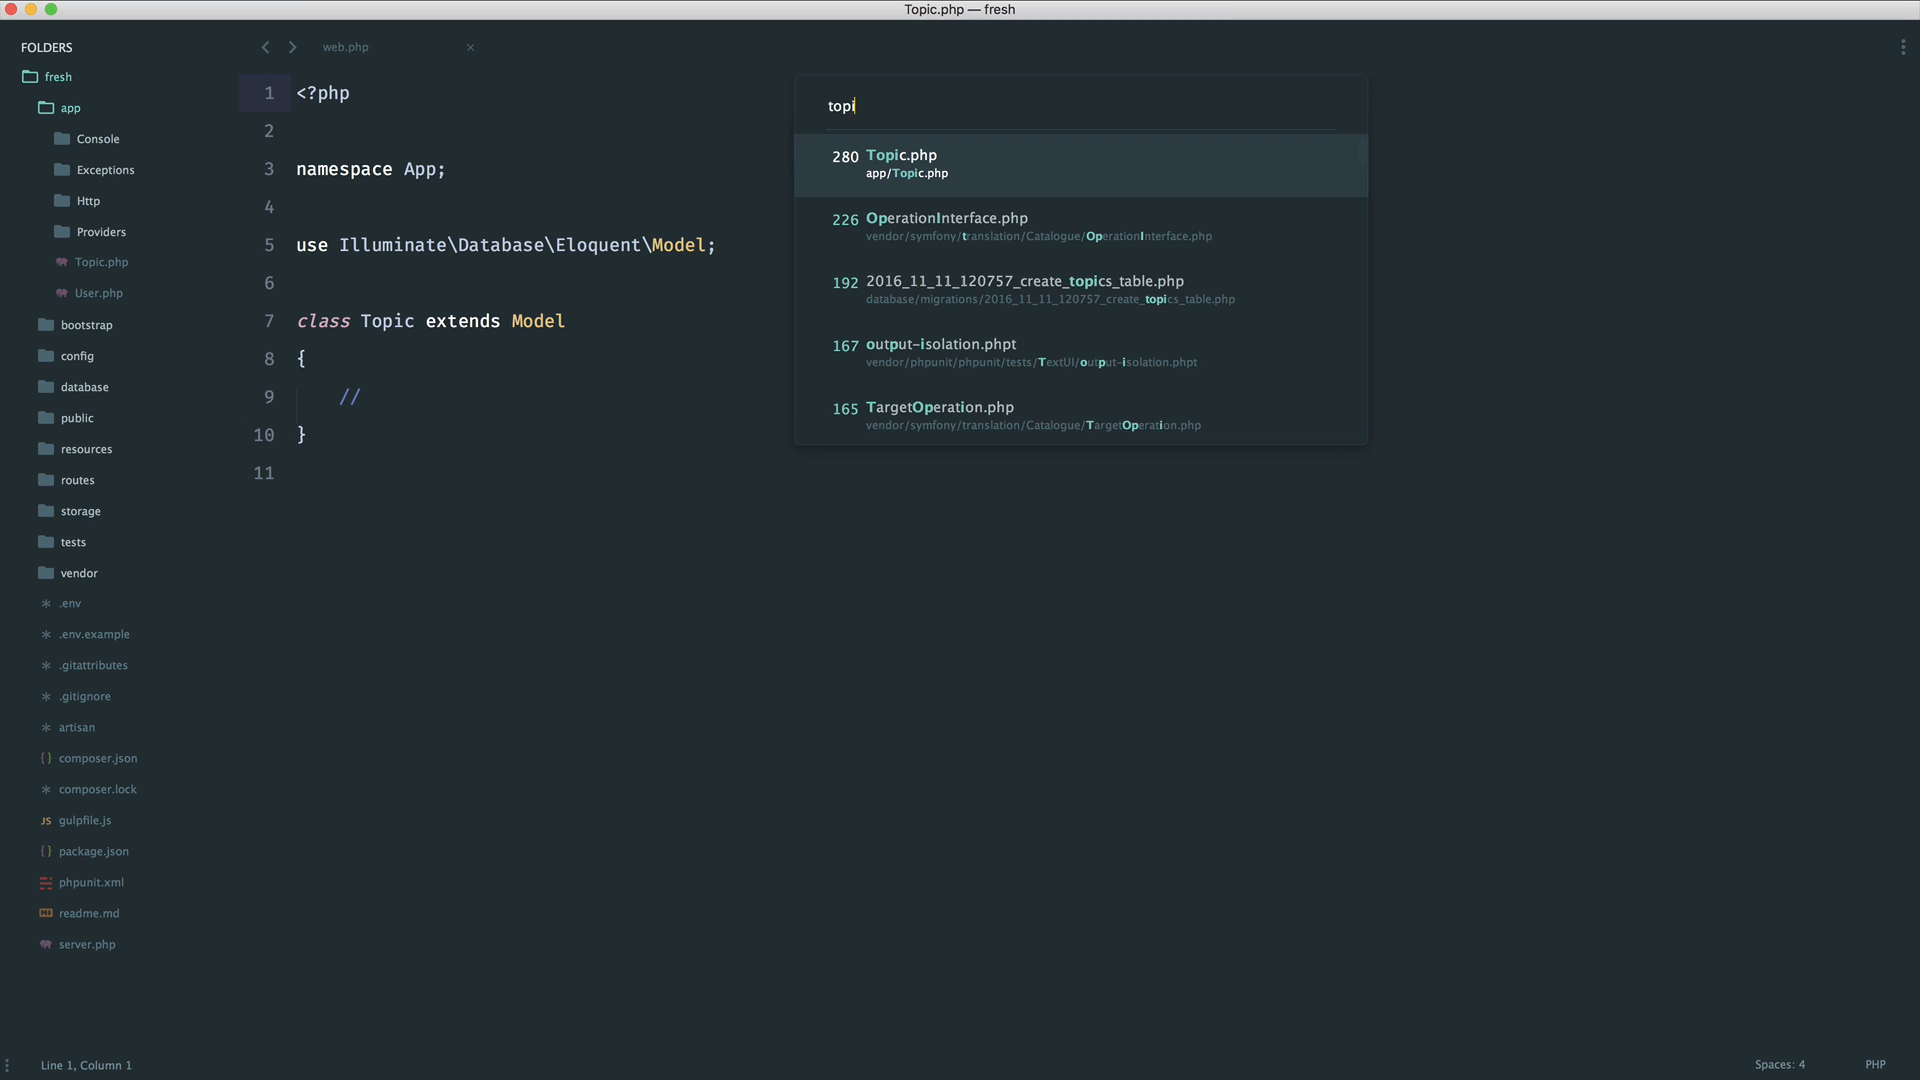 Topic.php — fresh
FOLDERS
fresh
app
Console
Exceptions
Http
Providers
Topic.php
User.php
bootstrap
config
database
public
resources
routes
storage
tests
vendor
.env
.env.example
.gitattributes
.gitignore
artisan
composer.json
composer.lock
JS gulpfile.js
package.json
phpunit.xml
readme.md
server.php
web.php
1 <?php
2
3 namespace App;
4
5 use Illuminate\Database\Eloquent\Model;
6
7 class Topic extends Model
8 {
9 //
10 }
11
topi
280 Topic.php
app/Topic.php
226 OperationInterface.php
vendor/symfony/translation/Catalogue/OperationInterface.php
192 2016_11_11_120757_create_topics_table.php
database/migrations/2016_11_11_120757_create_topics_table.php
167 output-isolation.phpt
vendor/phpunit/phpunit/tests/TextUI/output-isolation.phpt
165 TargetOperation.php
vendor/symfony/translation/Catalogue/TargetOperation.php
Line 1, Column 1
Spaces: 4
PHP